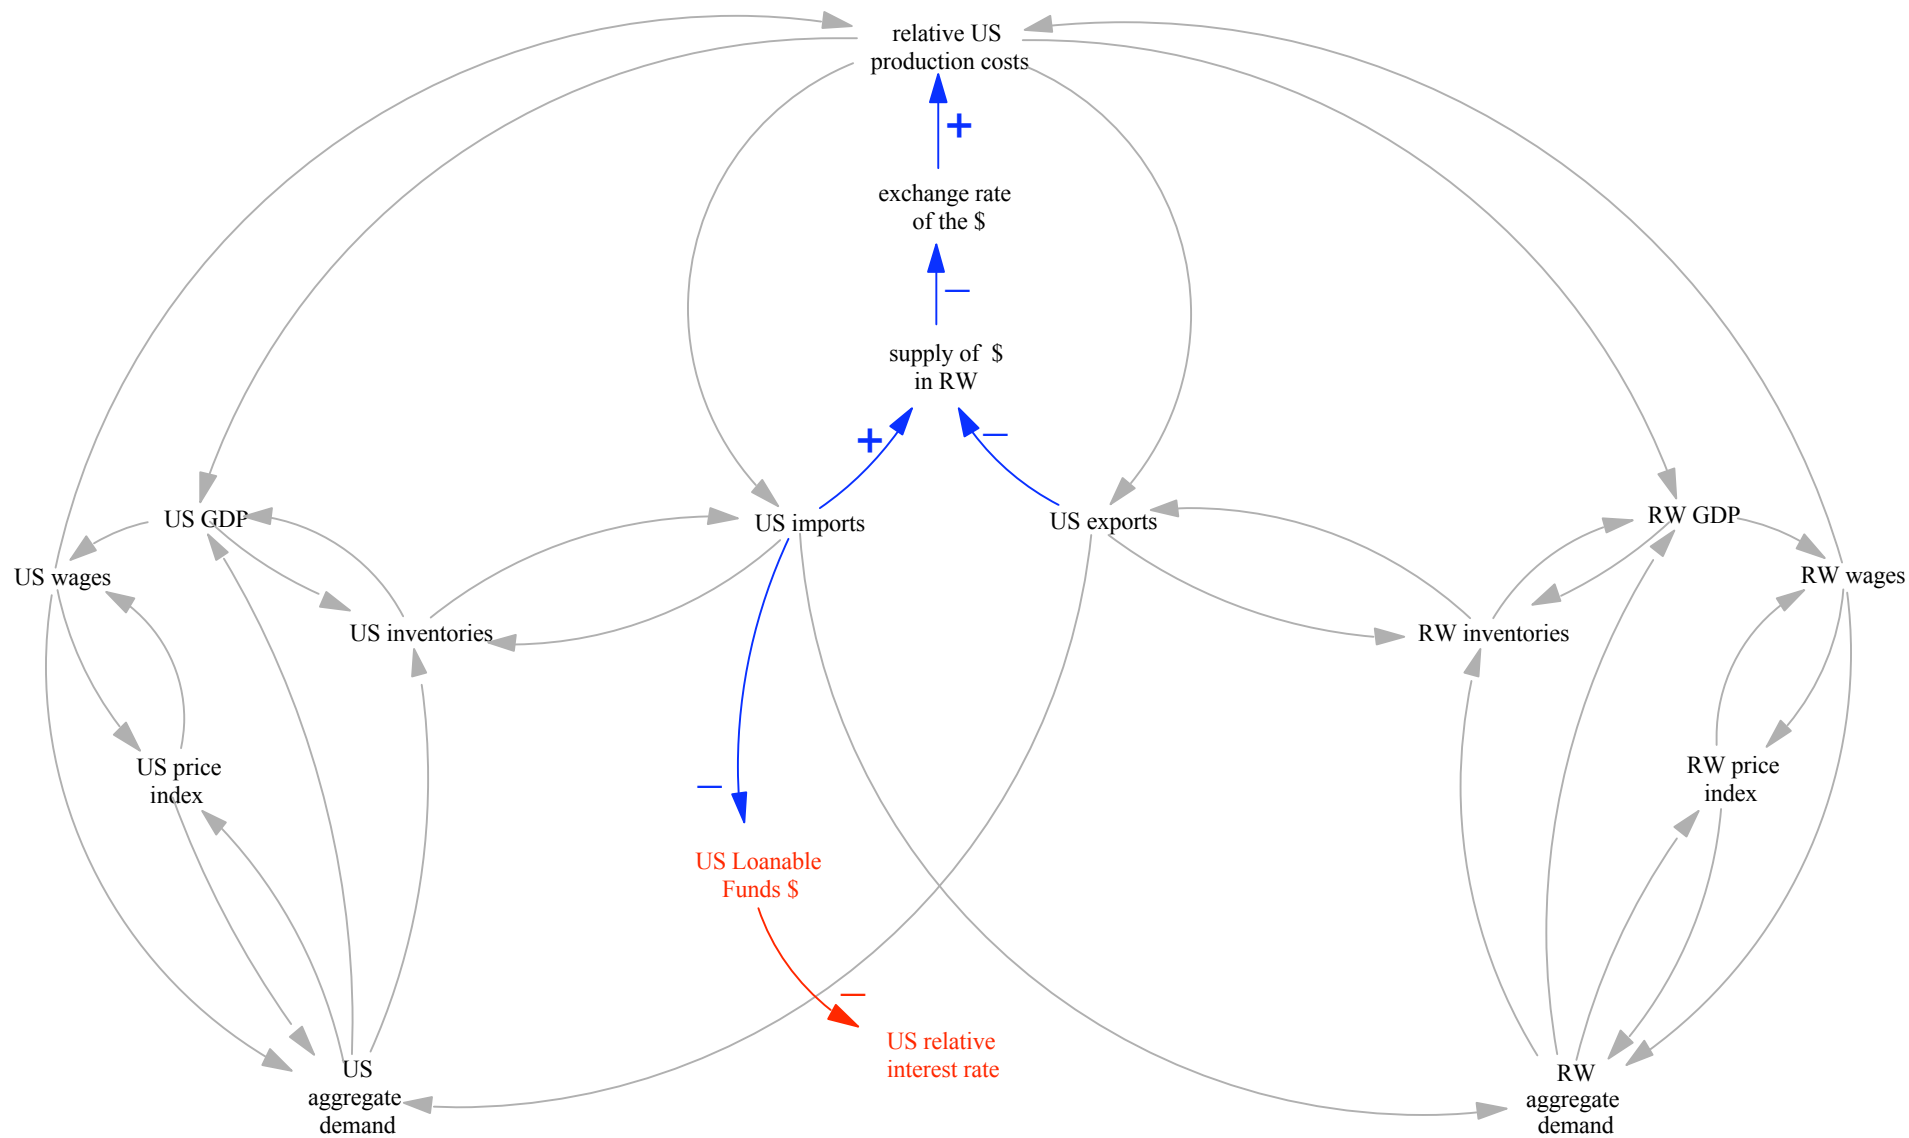 relative US
production costs
+
exchange rate
of the $
–
supply of $
in RW
+
–
US GDP
US imports
US exports
RW GDP
US wages
RW wages
US inventories
RW inventories
US price
index
RW price
index
–
US Loanable
Funds $
–
US relative
interest rate
US
aggregate
demand
RW
aggregate
demand